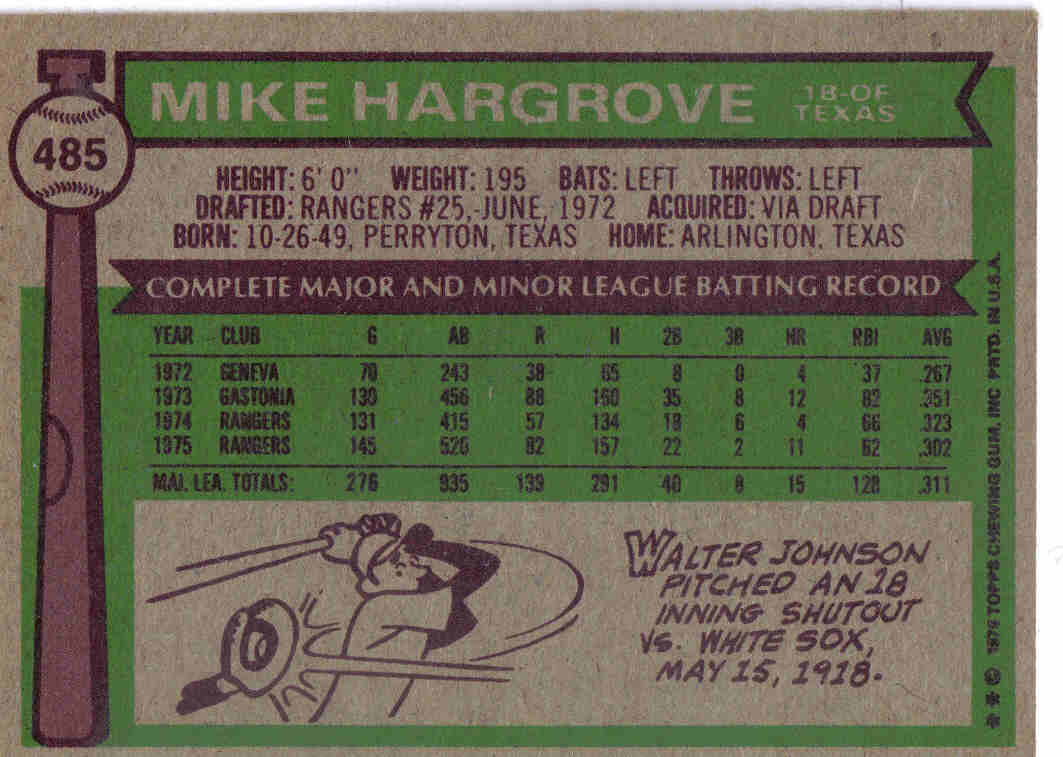 485
MIKE HARGROVE
1B-OF
TEXAS
HEIGHT: 6' 0" WEIGHT: 195 BATS: LEFT THROWS: LEFT
DRAFTED: RANGERS #25,-JUNE, 1972 ACQUIRED: VIA DRAFT
BORN: 10-26-49, PERRYTON, TEXAS HOME: ARLINGTON, TEXAS
COMPLETE MAJOR AND MINOR LEAGUE BATTING RECORD
YEAR CLUB G AB R H 2B 3B HR RBI AVG
1972 GENEVA 70 243 38 65 8 0 4 37 .267
1973 GASTONIA 130 456 88 160 35 8 12 82 .351
1974 RANGERS 131 415 57 134 18 6 4 66 .323
1975 RANGERS 145 520 82 157 22 2 11 62 .302
MAJ. LEA. TOTALS: 276 935 139 291 40 8 15 128 .311
WALTER JOHNSON
PITCHED AN 18
INNING SHUTOUT
VS. WHITE SOX,
MAY 15, 1918.
* * © 1976 TOPPS CHEWING GUM, INC PRTD. IN U.S.A.